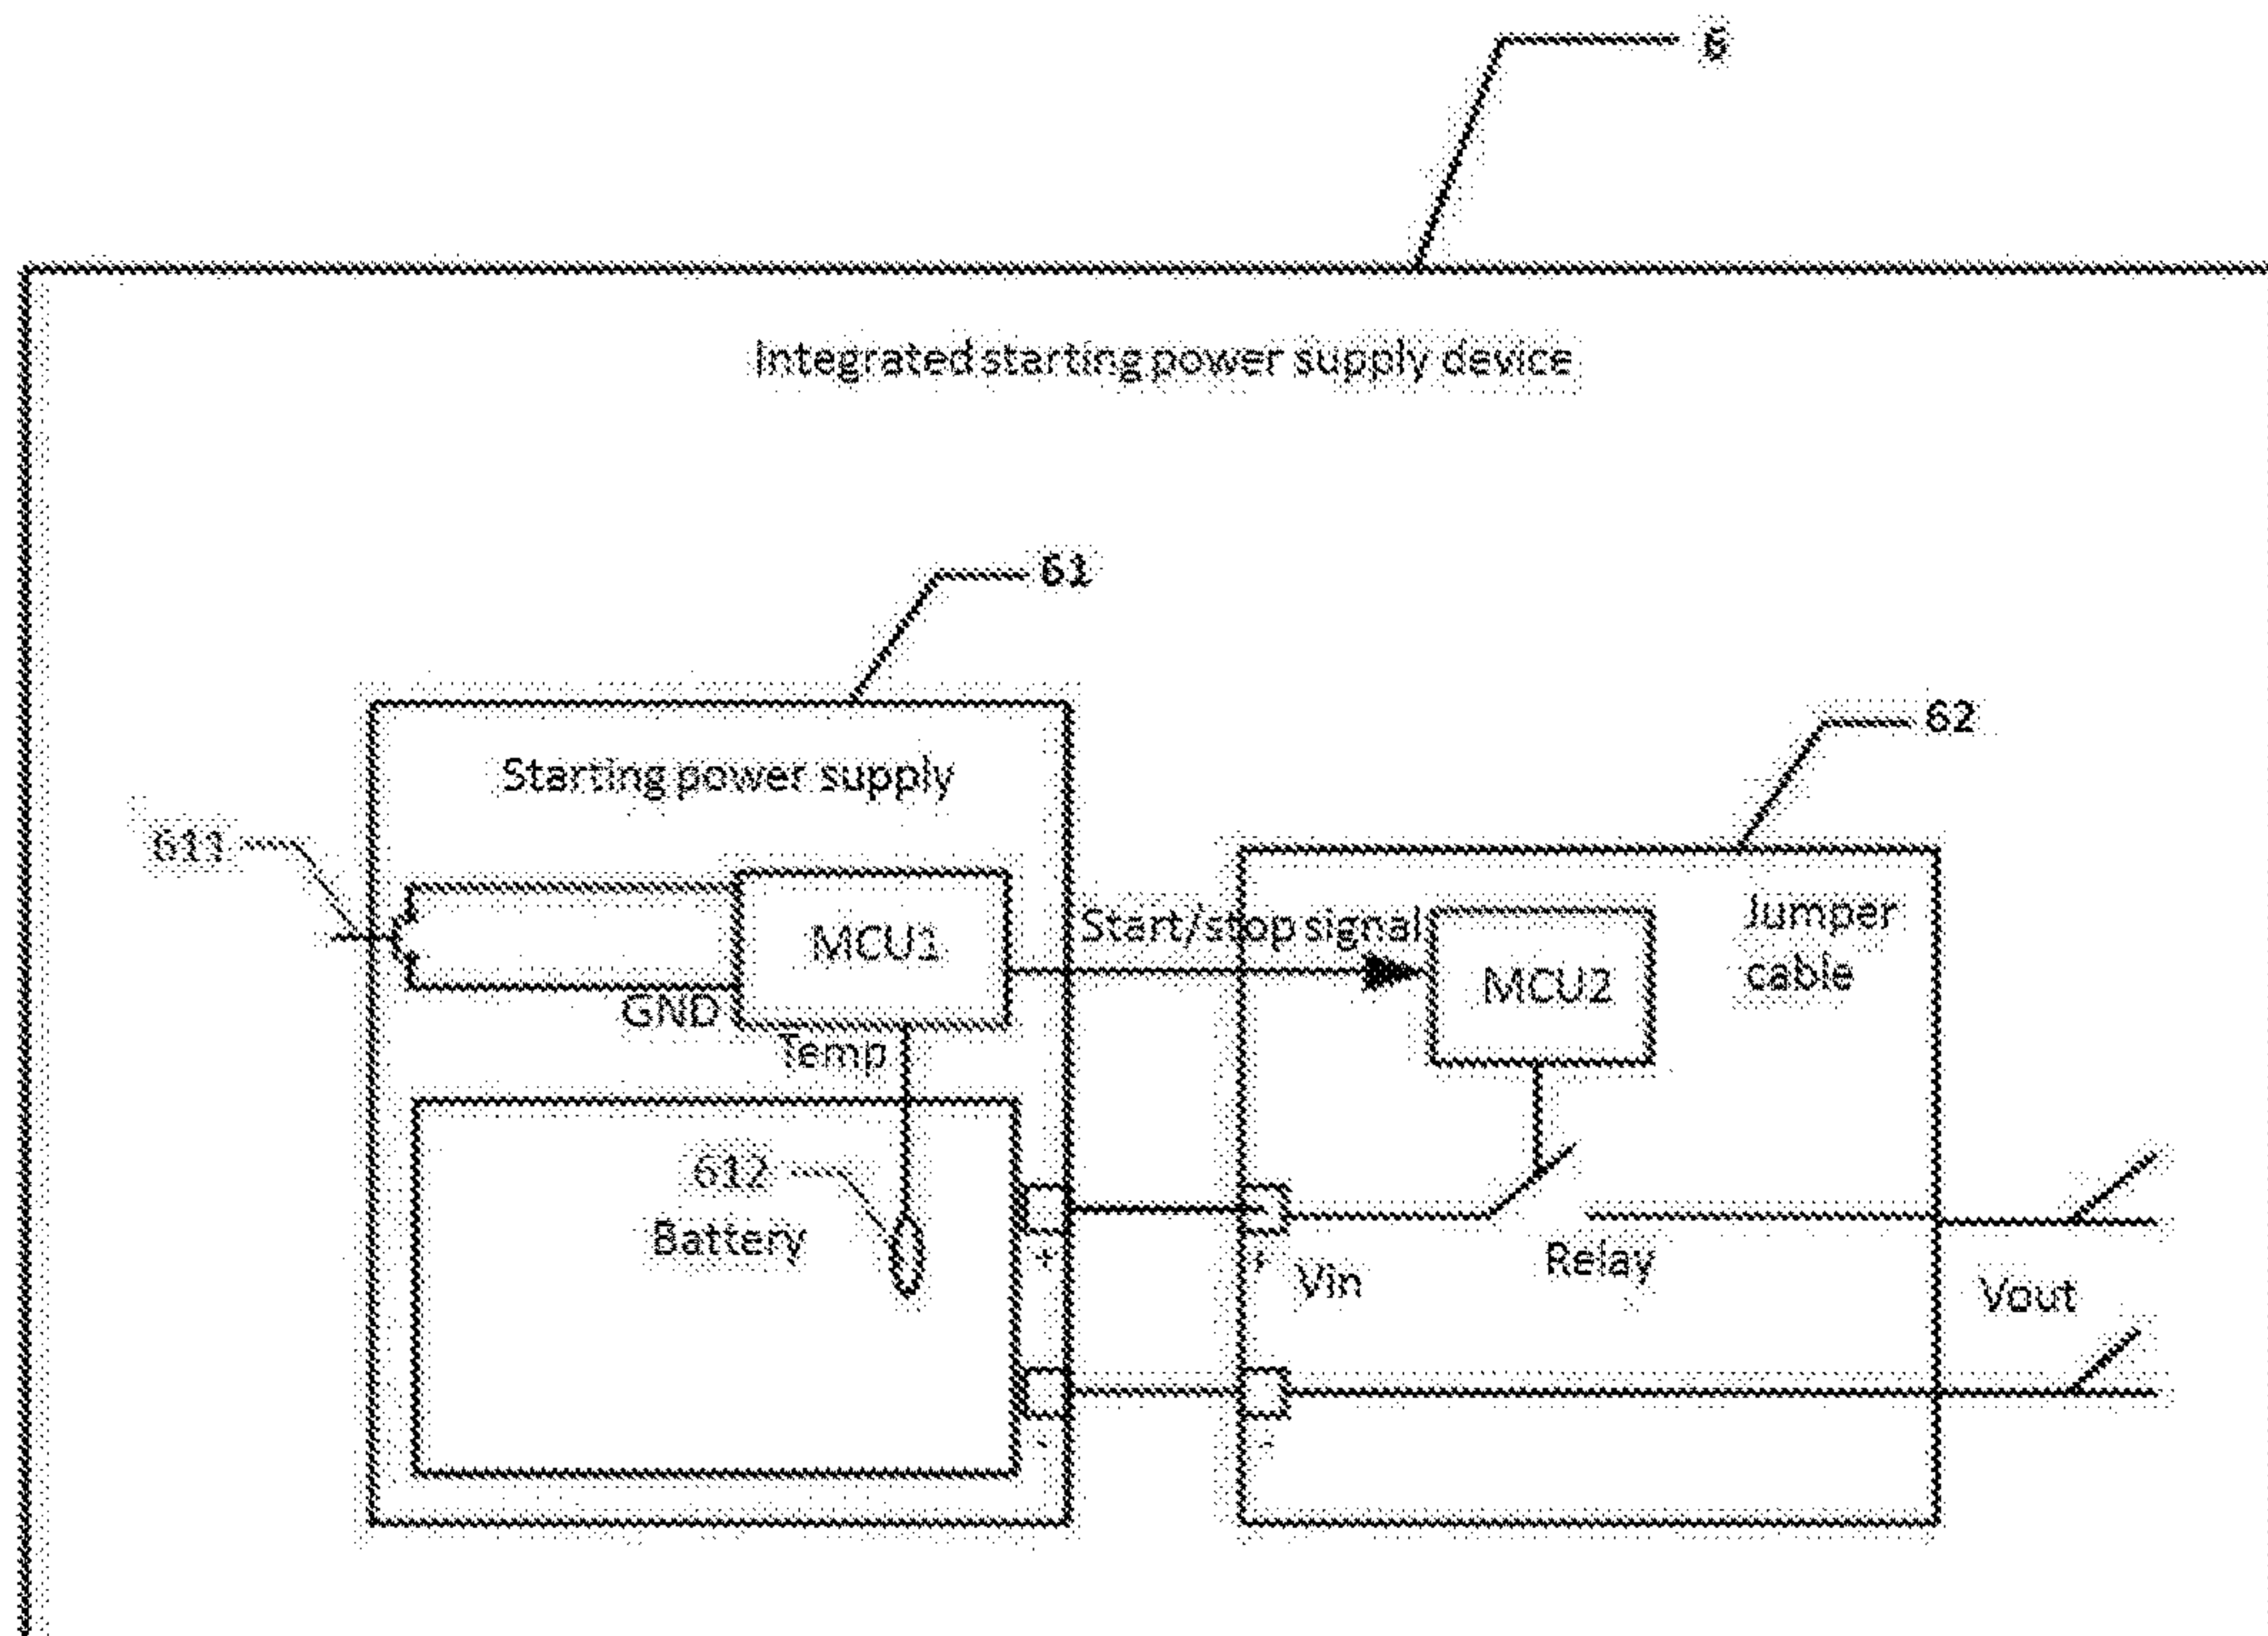 6
Integrated starting power supply device
61
62
Starting power supply
611
Jumper
cable
Start/stop signal
MCU1
MCU2
GND
Temp
612
Battery
+
+
Vin
Relay
Vout
-
-